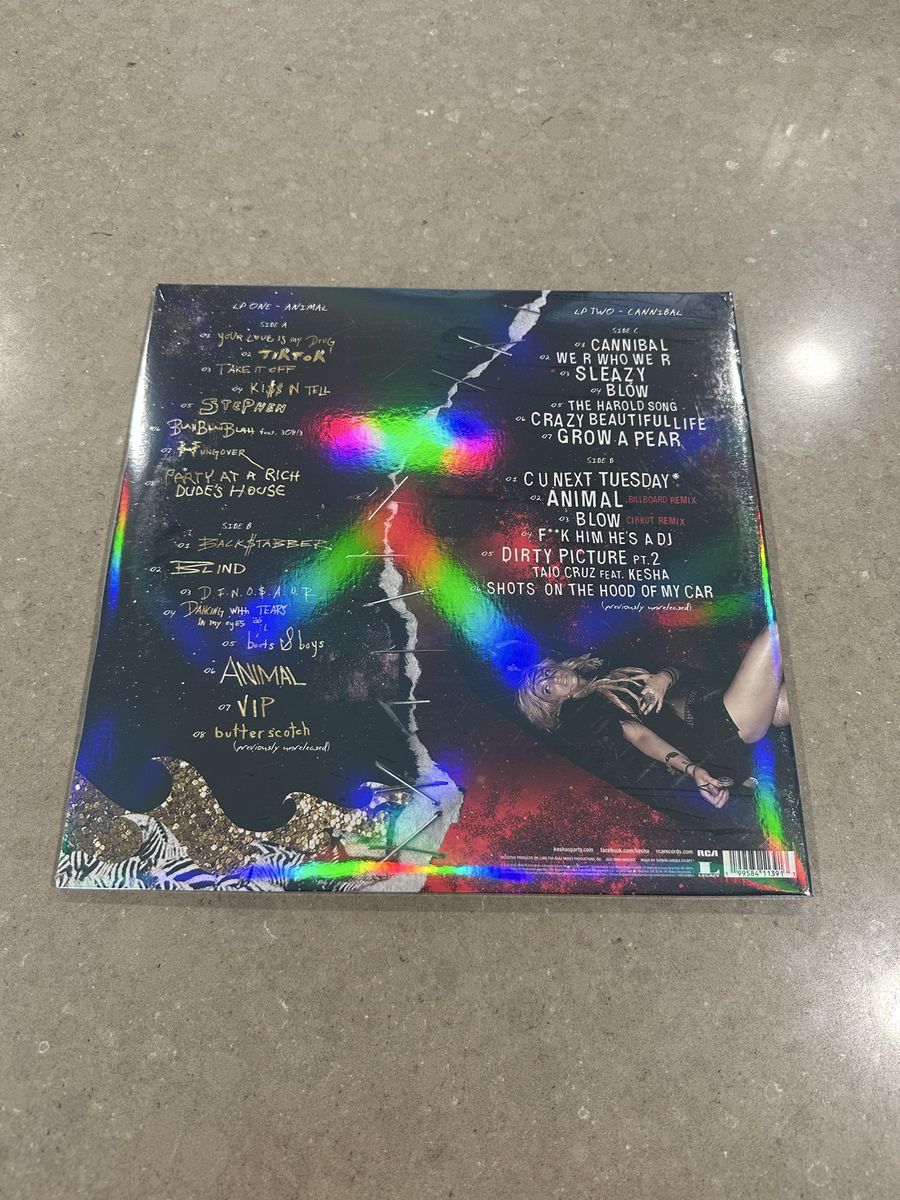 LP ONE - ANIMAL
SIDE A
01 YOUR LOVE IS MY DRUG
02 TiKToK
03 TAKE IT OFF
04 KI$$ N TELL
05 STEPHEN
06 BLAH BLAH BLAH feat. 3OH!3
07 HUNGOVER
08 PARTY AT A RICH
DUDE'S HOUSE
SIDE B
01 BACK$TABBER
02 BLIND
03 D.I.N.O.$.A.U.R.
04 DANCING WITH TEARS
IN my eyes
05 boots & boys
06 ANIMAL
07 VIP
08 butterscotch
(previously unreleased)
LP TWO - CANNIBAL
SIDE C
01 CANNIBAL
02 WE R WHO WE R
03 SLEAZY
04 BLOW
05 THE HAROLD SONG
06 CRAZY BEAUTIFUL LIFE
07 GROW A PEAR
SIDE D
01 C U NEXT TUESDAY*
02 ANIMAL BILLBOARD REMIX
03 BLOW CIRKUT REMIX
04 F**K HIM HE'S A DJ
05 DIRTY PICTURE PT.2
TAIO CRUZ FEAT. KESHA
SHOTS ON THE HOOD OF MY CAR
(previously unreleased)
keshasparty.com facebook.com/kesha rcarecords.com
RCA
LEGACY
99584 11391